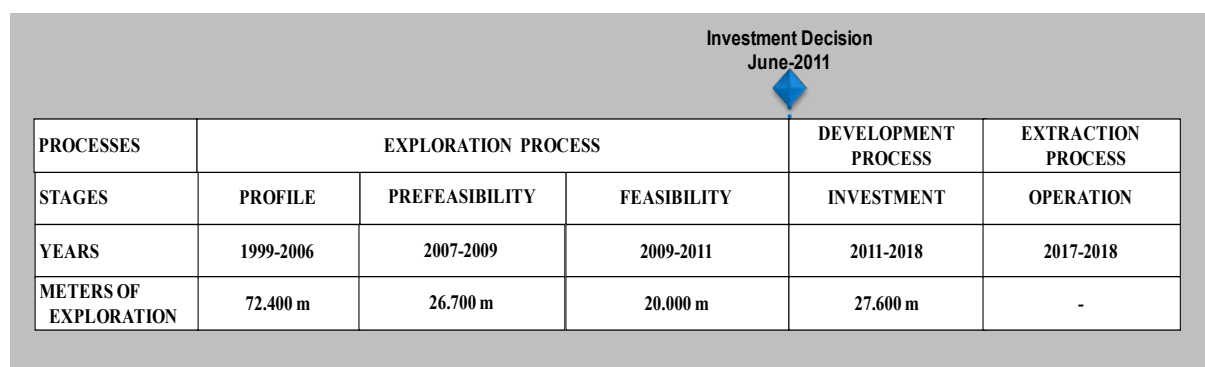 Investment Decision
June-2011
PROCESSES EXPLORATION PROCESS DEVELOPMENT PROCESS EXTRACTION PROCESS
STAGES PROFILE PREFEASIBILITY FEASIBILITY INVESTMENT OPERATION
YEARS 1999-2006 2007-2009 2009-2011 2011-2018 2017-2018
METERS OF EXPLORATION 72.400 m 26.700 m 20.000 m 27.600 m -